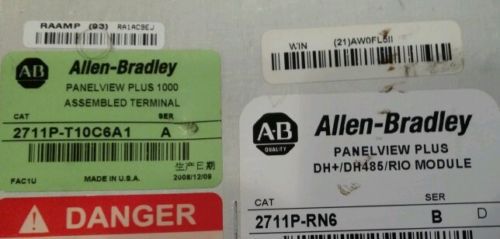 RAAMP (93) RA1AC9EJ
AB Allen-Bradley
PANELVIEW PLUS 1000
ASSEMBLED TERMINAL
CAT SER
2711P-T10C6A1 A
生产日期
2008/12/09
FAC1U MADE IN U.S.A.
DANGER
WIN (21)AW0FL5II
A-B Allen-Bradley
QUALITY
PANELVIEW PLUS
DH+/DH485/RIO MODULE
CAT SER
2711P-RN6 B D